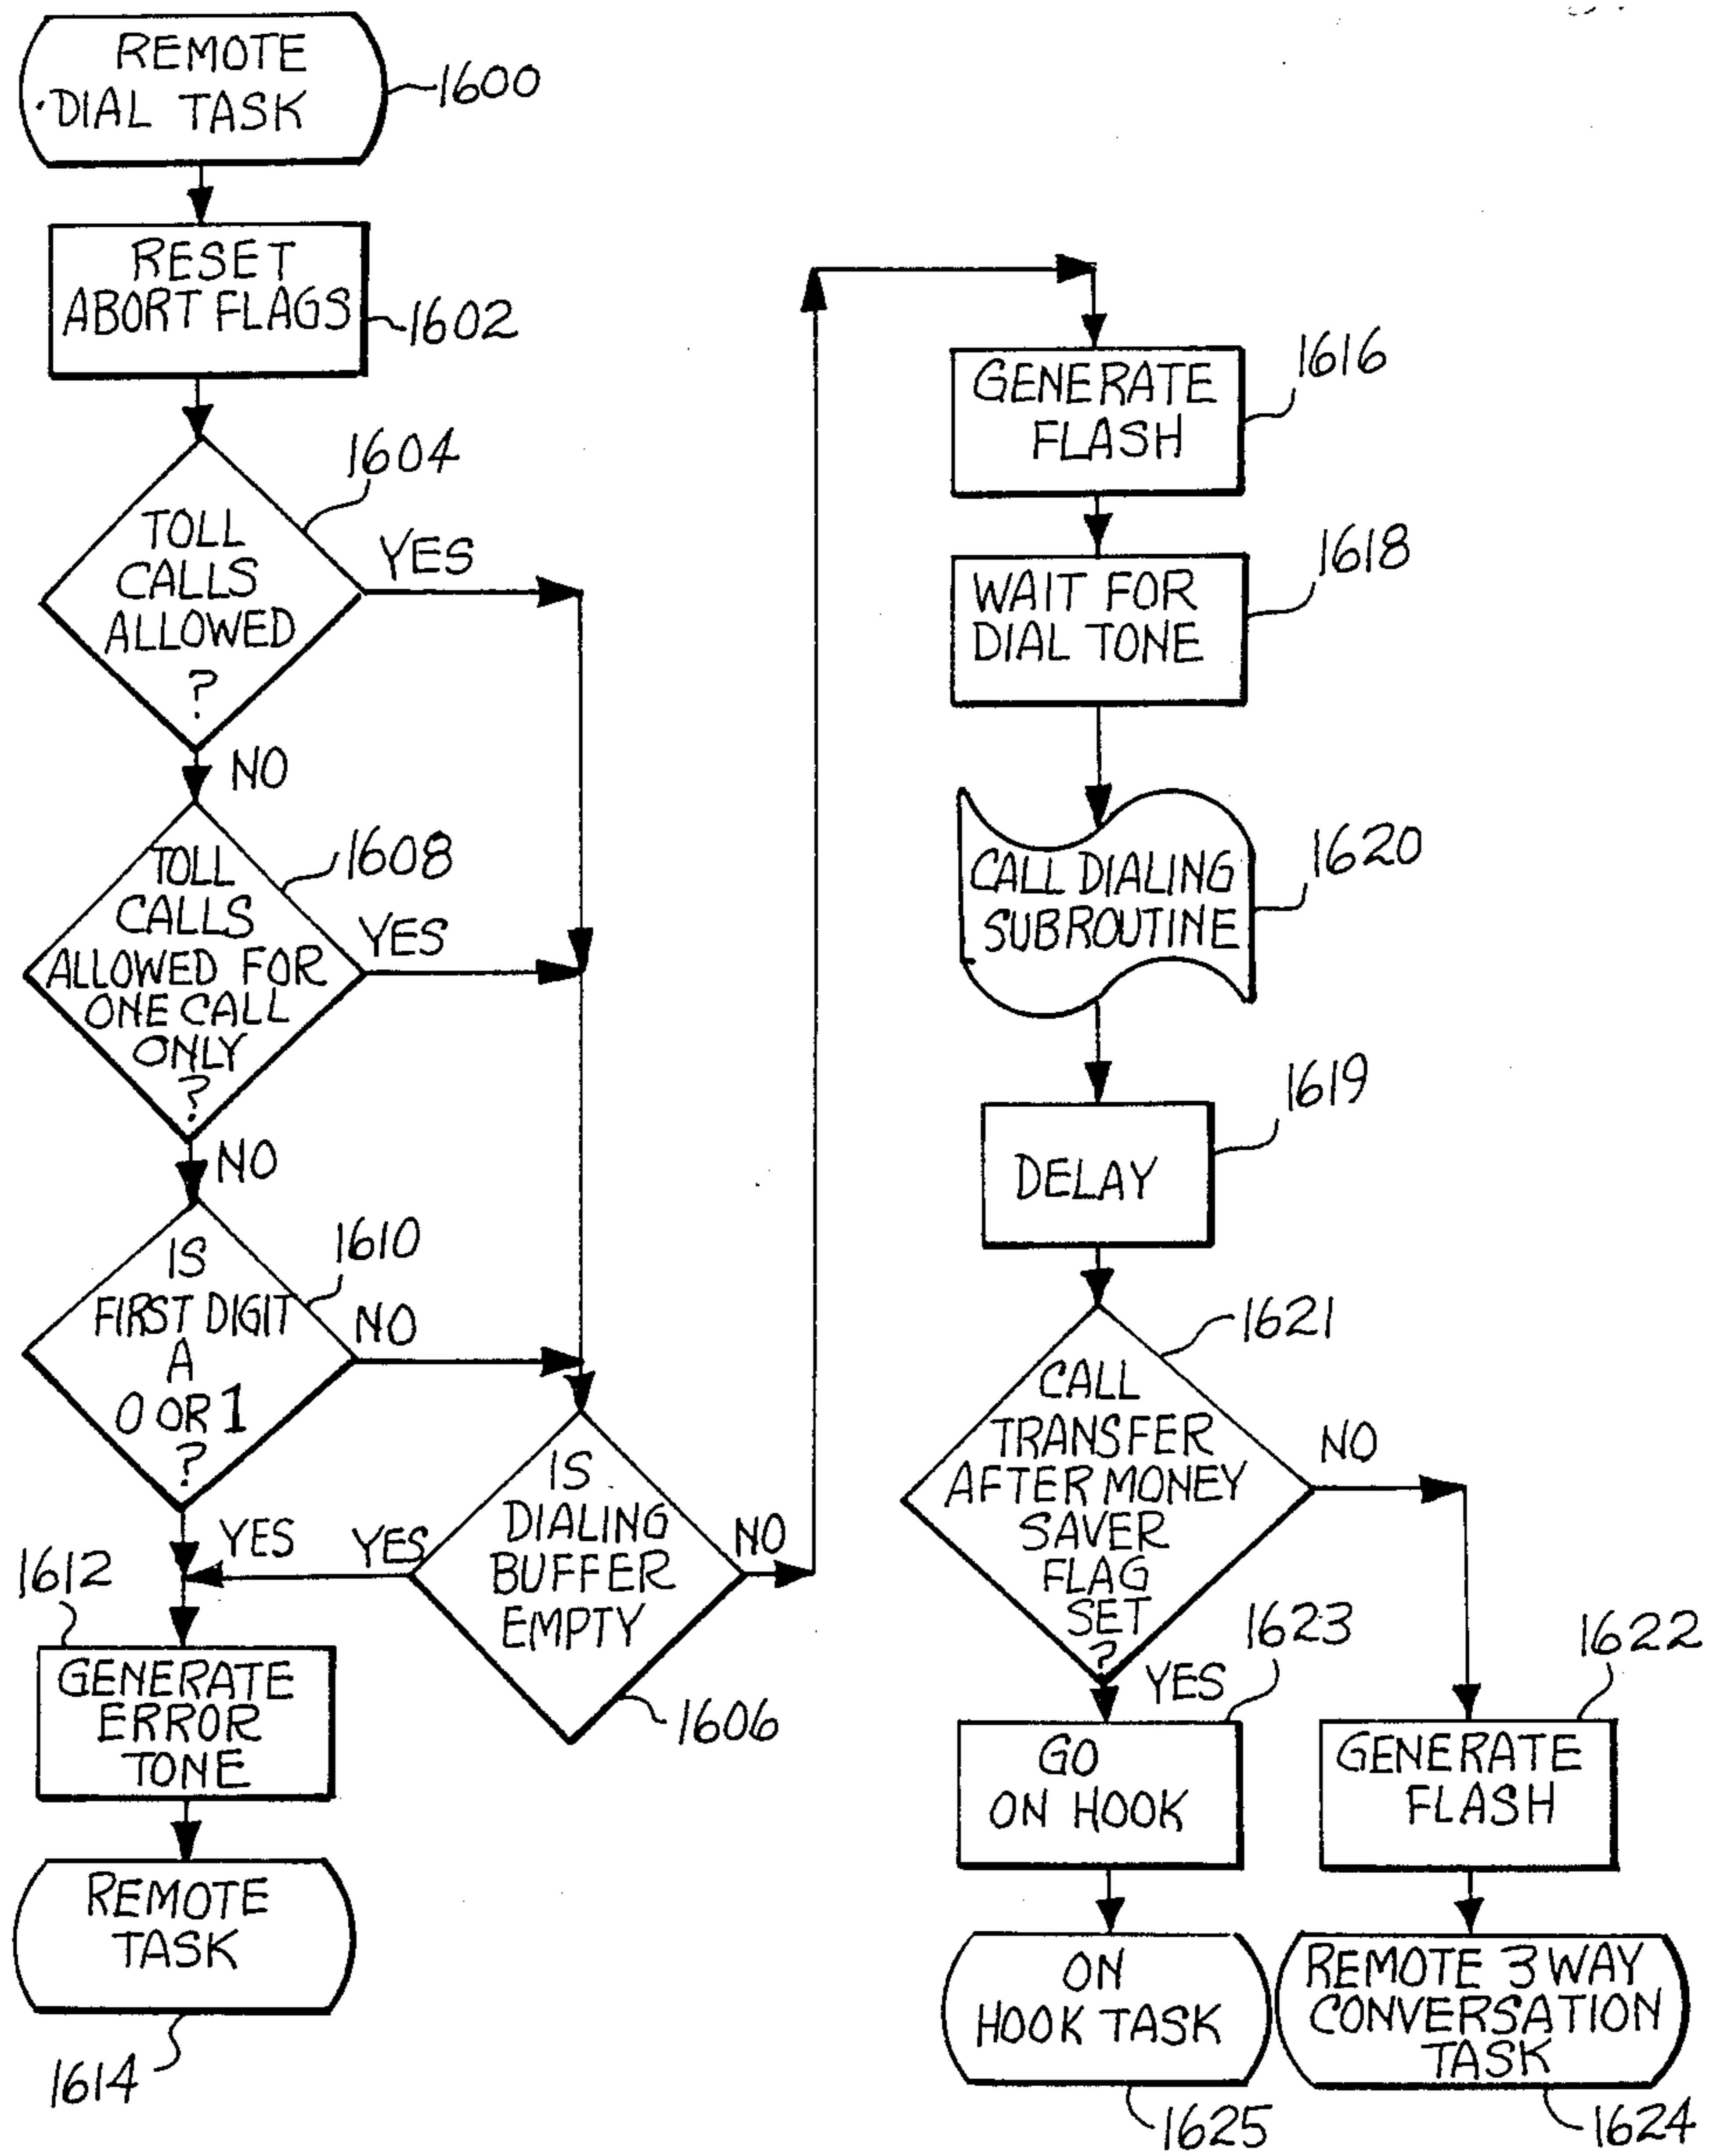 REMOTE
DIAL TASK
1600
RESET
ABORT FLAGS
1602
1604
TOLL
CALLS
ALLOWED
?
YES
NO
1608
TOLL
CALLS
ALLOWED FOR
ONE CALL
ONLY
?
YES
NO
1610
IS
FIRST DIGIT
A
0 OR 1
?
NO
YES
YES
IS
DIALING
BUFFER
EMPTY
NO
1606
1612
GENERATE
ERROR
TONE
REMOTE
TASK
1614
1616
GENERATE
FLASH
1618
WAIT FOR
DIAL TONE
1620
CALL DIALING
SUBROUTINE
1619
DELAY
1621
CALL
TRANSFER
AFTER MONEY
SAVER
FLAG
SET
?
NO
YES
1623
GO
ON HOOK
1622
GENERATE
FLASH
ON
HOOK TASK
1625
REMOTE 3 WAY
CONVERSATION
TASK
1624